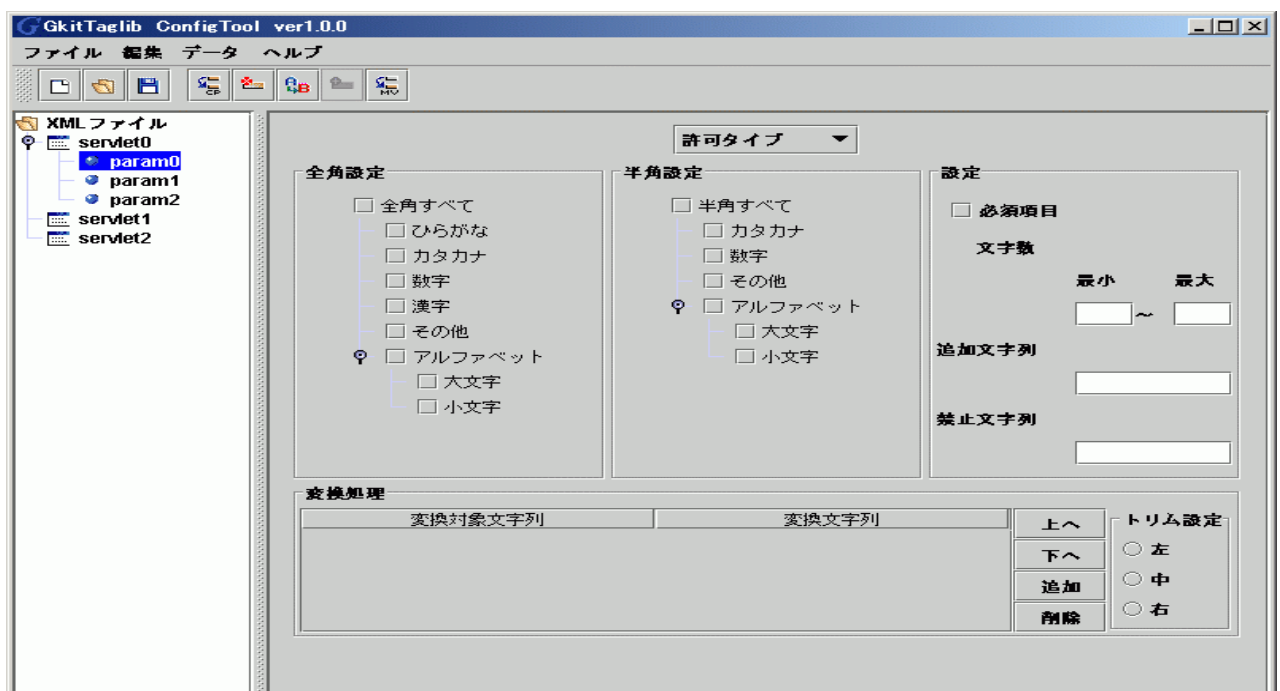 GkitTaglib ConfigTool ver1.0.0
ファイル 編集 データ ヘルプ
CP
B
MV
XMLファイル
servlet0
param0
param1
param2
servlet1
servlet2
許可タイプ
全角設定
全角すべて
ひらがな
カタカナ
数字
漢字
その他
アルファベット
大文字
小文字
半角設定
半角すべて
カタカナ
数字
その他
アルファベット
大文字
小文字
設定
必須項目
文字数
最小 最大
~
追加文字列
禁止文字列
変換処理
変換対象文字列 変換文字列
上へ
下へ
追加
削除
トリム設定
左
中
右